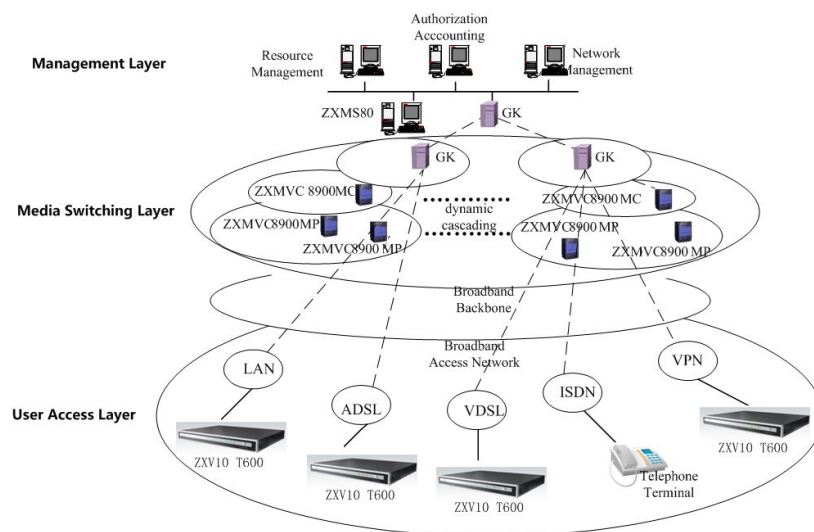 Authorization
Acccounting
Resource
Management
Network
Management
Management Layer
ZXMS80
GK
GK
GK
ZXMVC 8900MC
ZXMVC8900 MC
Media Switching Layer
dynamic
cascading
ZXMVC8900MP
ZXMVC8900 MP
ZXMVC8900 MP
ZXMVC8900 MP
Broadband
Backbone
Broadband
Access Network
LAN
VPN
ADSL
VDSL
ISDN
User Access Layer
ZXV10 T600
ZXV10 T600
ZXV10 T600
Telephone
Terminal
ZXV10 T600